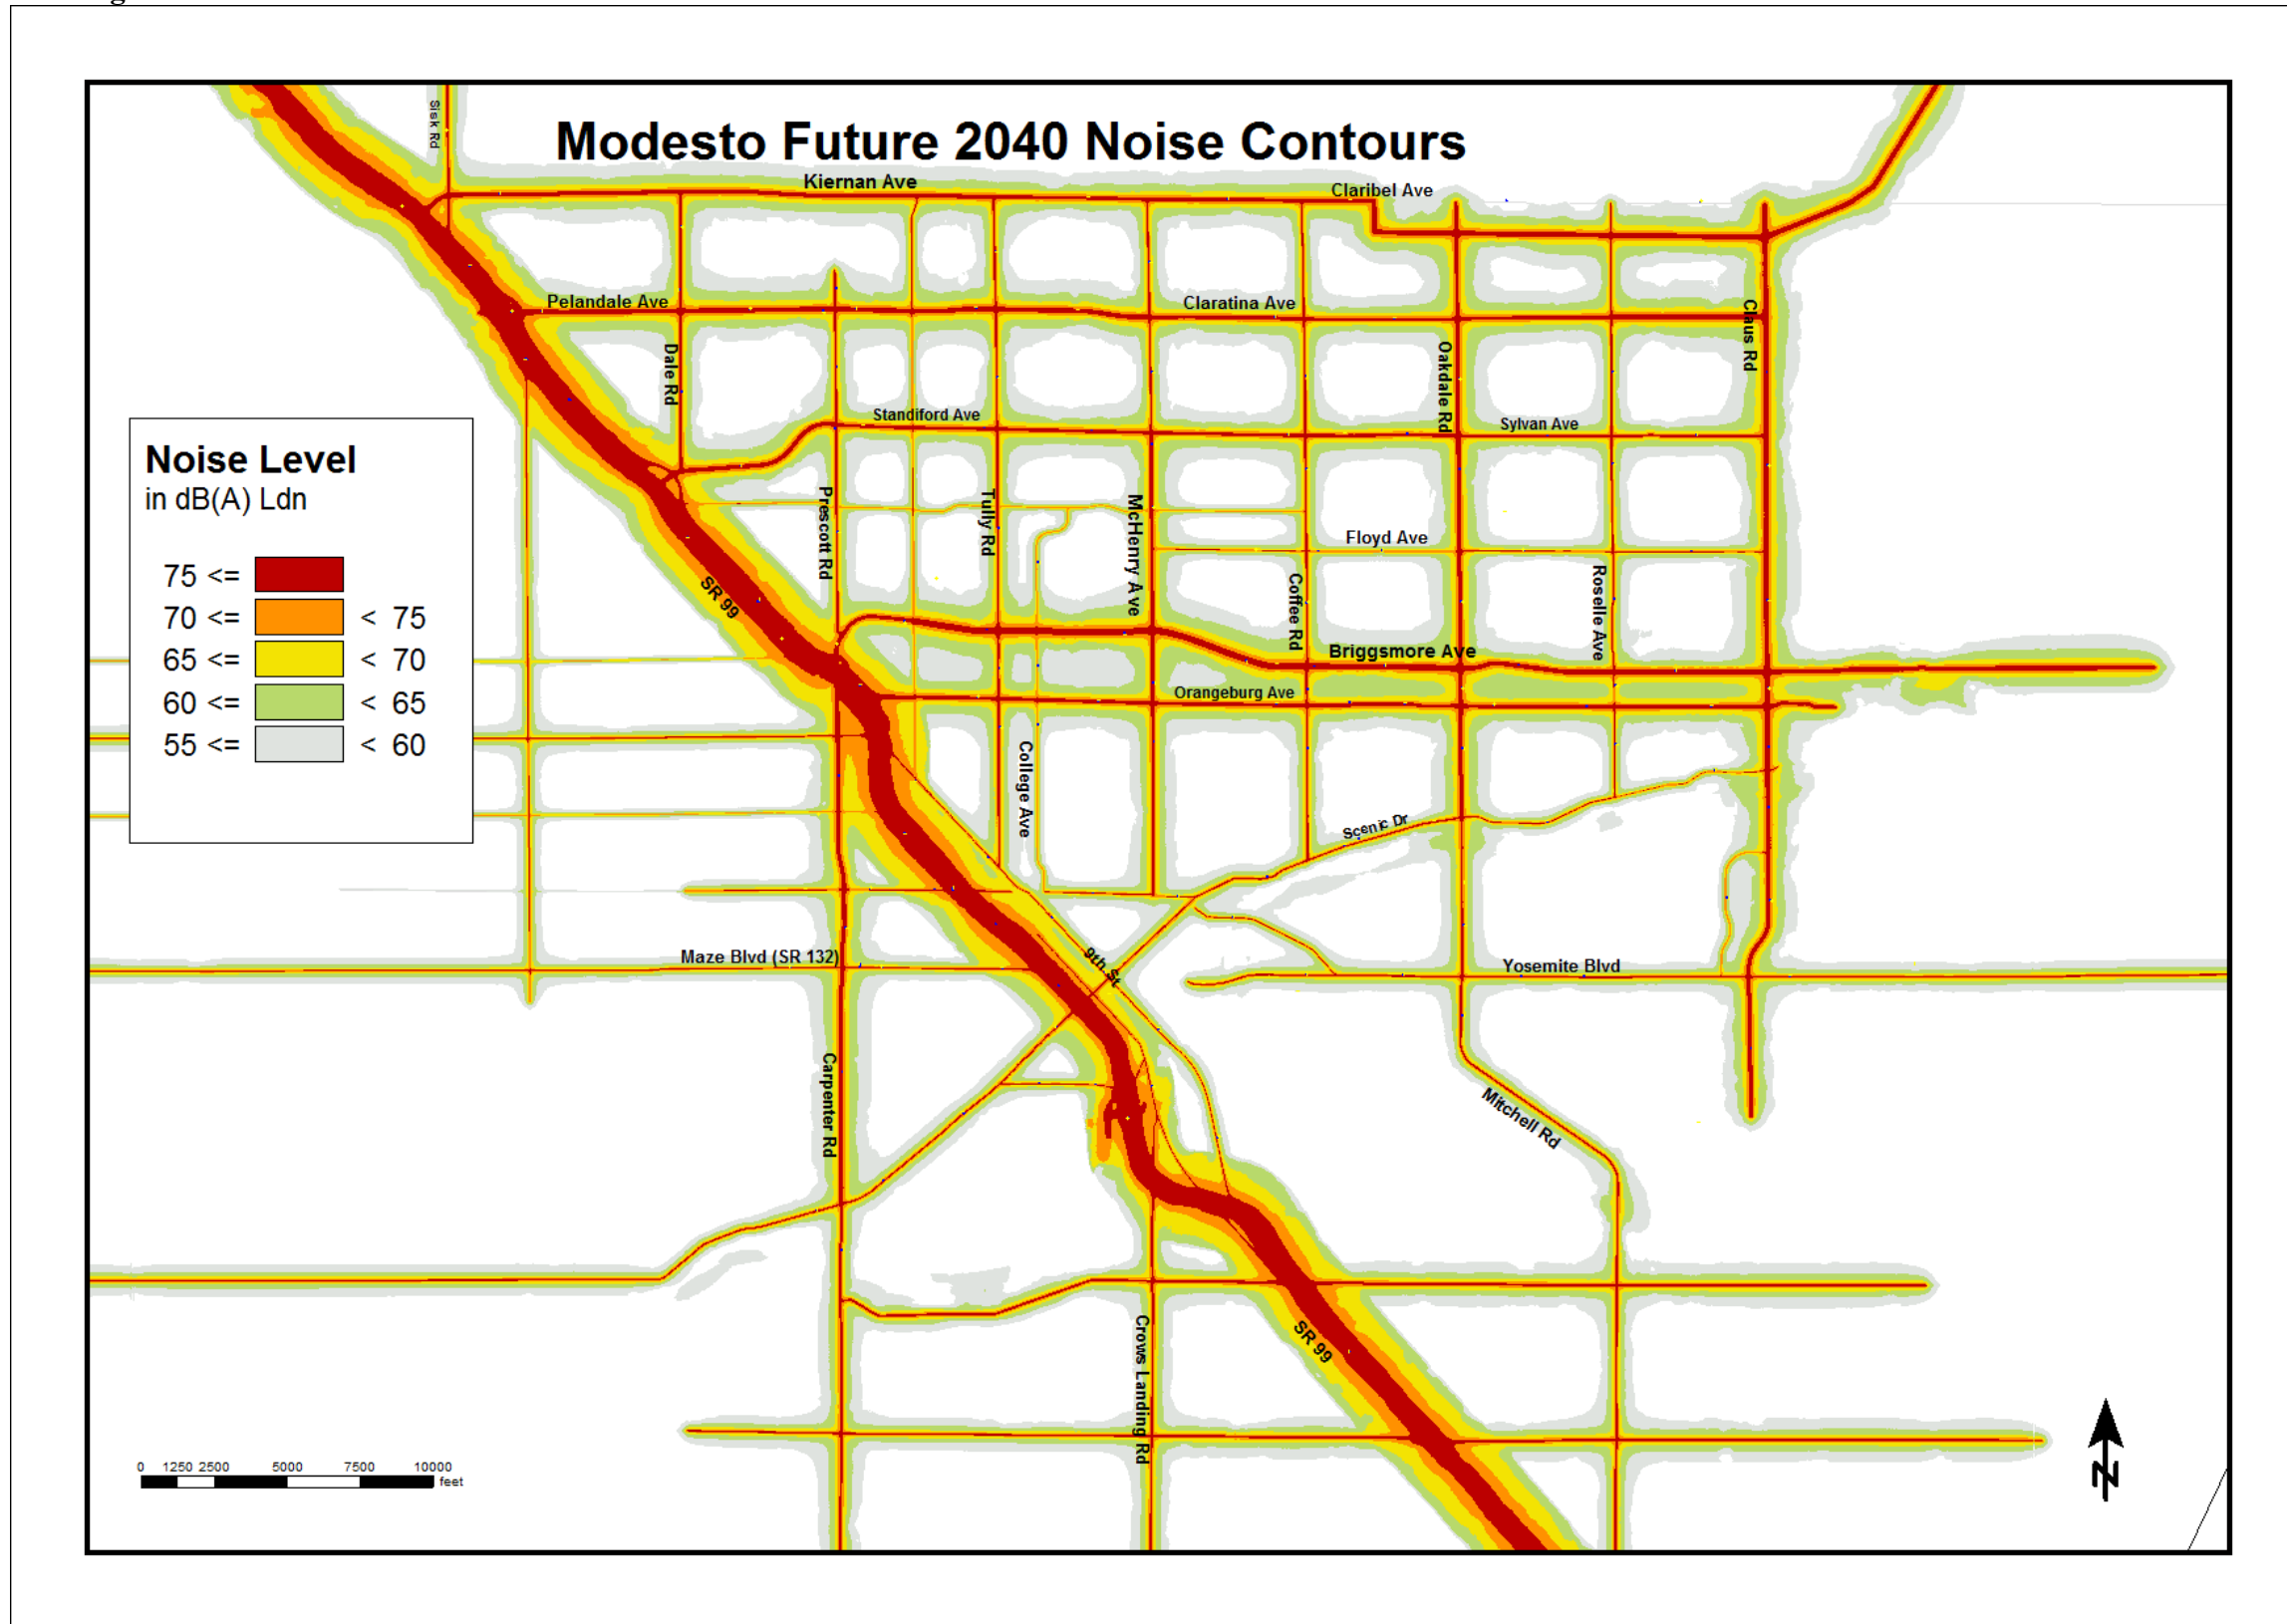 Modesto Future 2040 Noise Contours
Sisk Rd
Kiernan Ave
Claribel Ave
Pelandale Ave
Claratina Ave
Claus Rd
Dale Rd
Oakdale Rd
Standiford Ave
Sylvan Ave
Noise Level
in dB(A) Ldn
75 <=
70 <= < 75
65 <= < 70
60 <= < 65
55 <= < 60
Prescott Rd
Tully Rd
McHenry Ave
Floyd Ave
SR 99
Coffee Rd
Roselle Ave
Briggsmore Ave
Orangeburg Ave
College Ave
Scenic Dr
Maze Blvd (SR 132)
9th St
Yosemite Blvd
Carpenter Rd
Mitchell Rd
SR 99
Crows Landing Rd
0 1250 2500 5000 7500 10000
feet
N